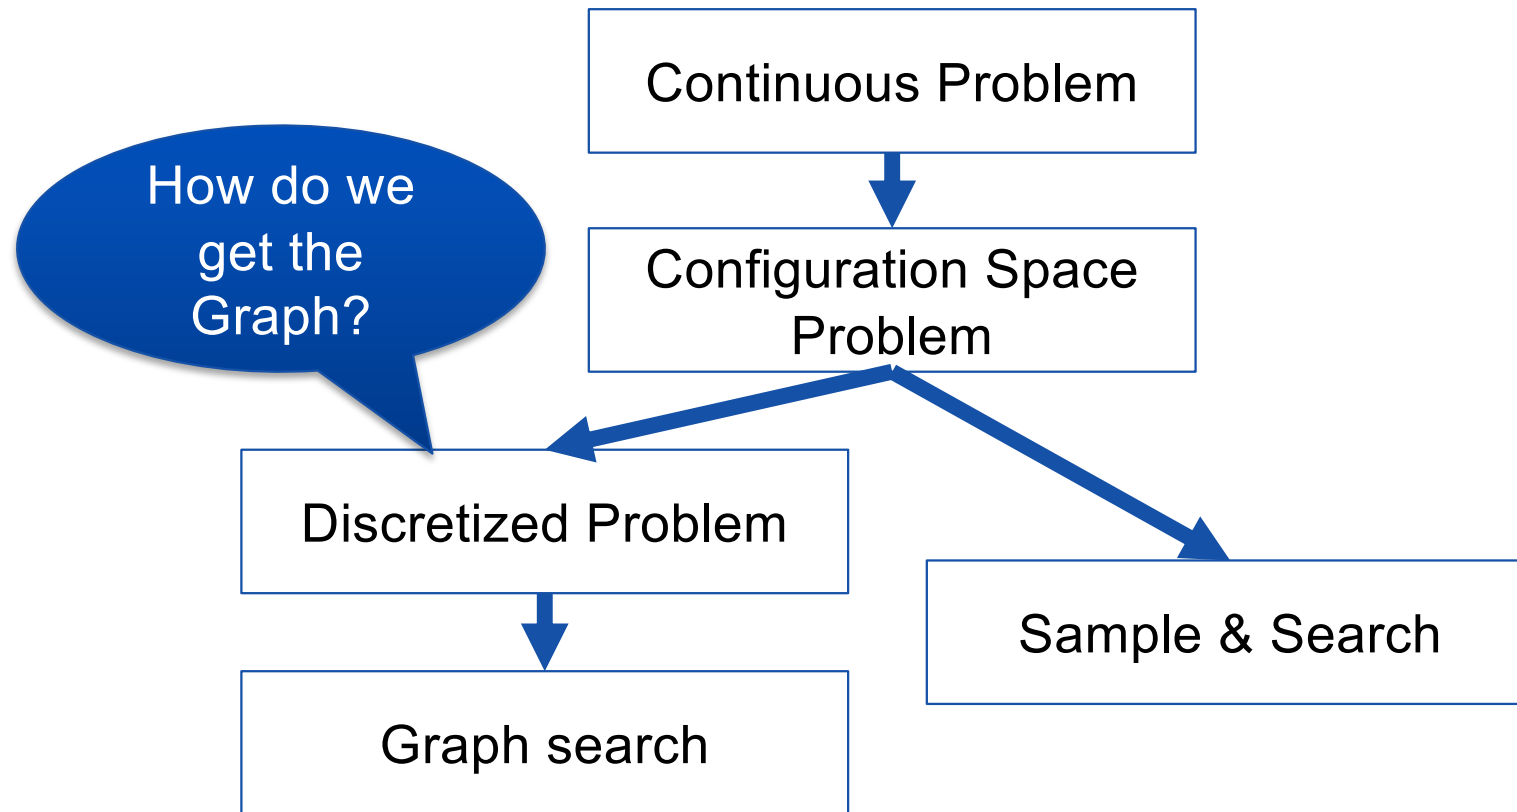 Continuous Problem
How do we
get the
Graph?
Configuration Space
Problem
Discretized Problem
Sample & Search
Graph search